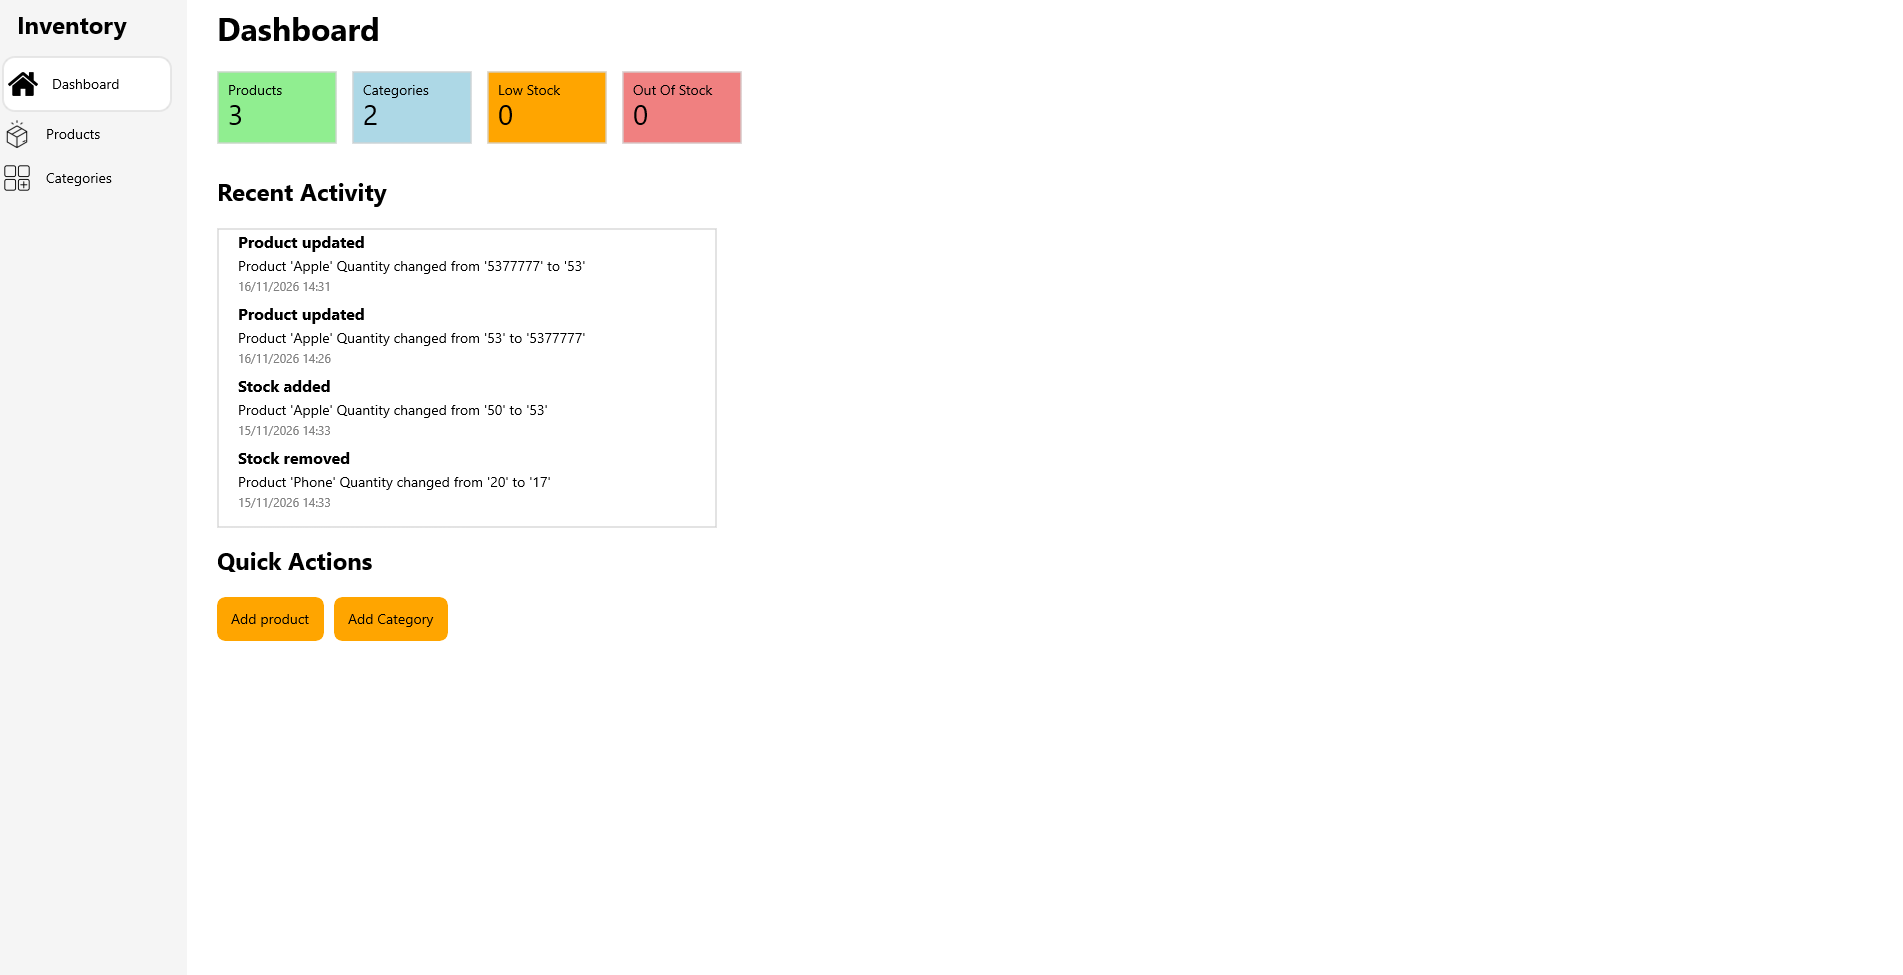 Inventory
Dashboard
Products
Categories
Dashboard
Products
3
Categories
2
Low Stock
0
Out Of Stock
0
Recent Activity
Product updated
Product 'Apple' Quantity changed from '5377777' to '53'
16/11/2026 14:31
Product updated
Product 'Apple' Quantity changed from '53' to '5377777'
16/11/2026 14:26
Stock added
Product 'Apple' Quantity changed from '50' to '53'
15/11/2026 14:33
Stock removed
Product 'Phone' Quantity changed from '20' to '17'
15/11/2026 14:33
Quick Actions
Add product
Add Category